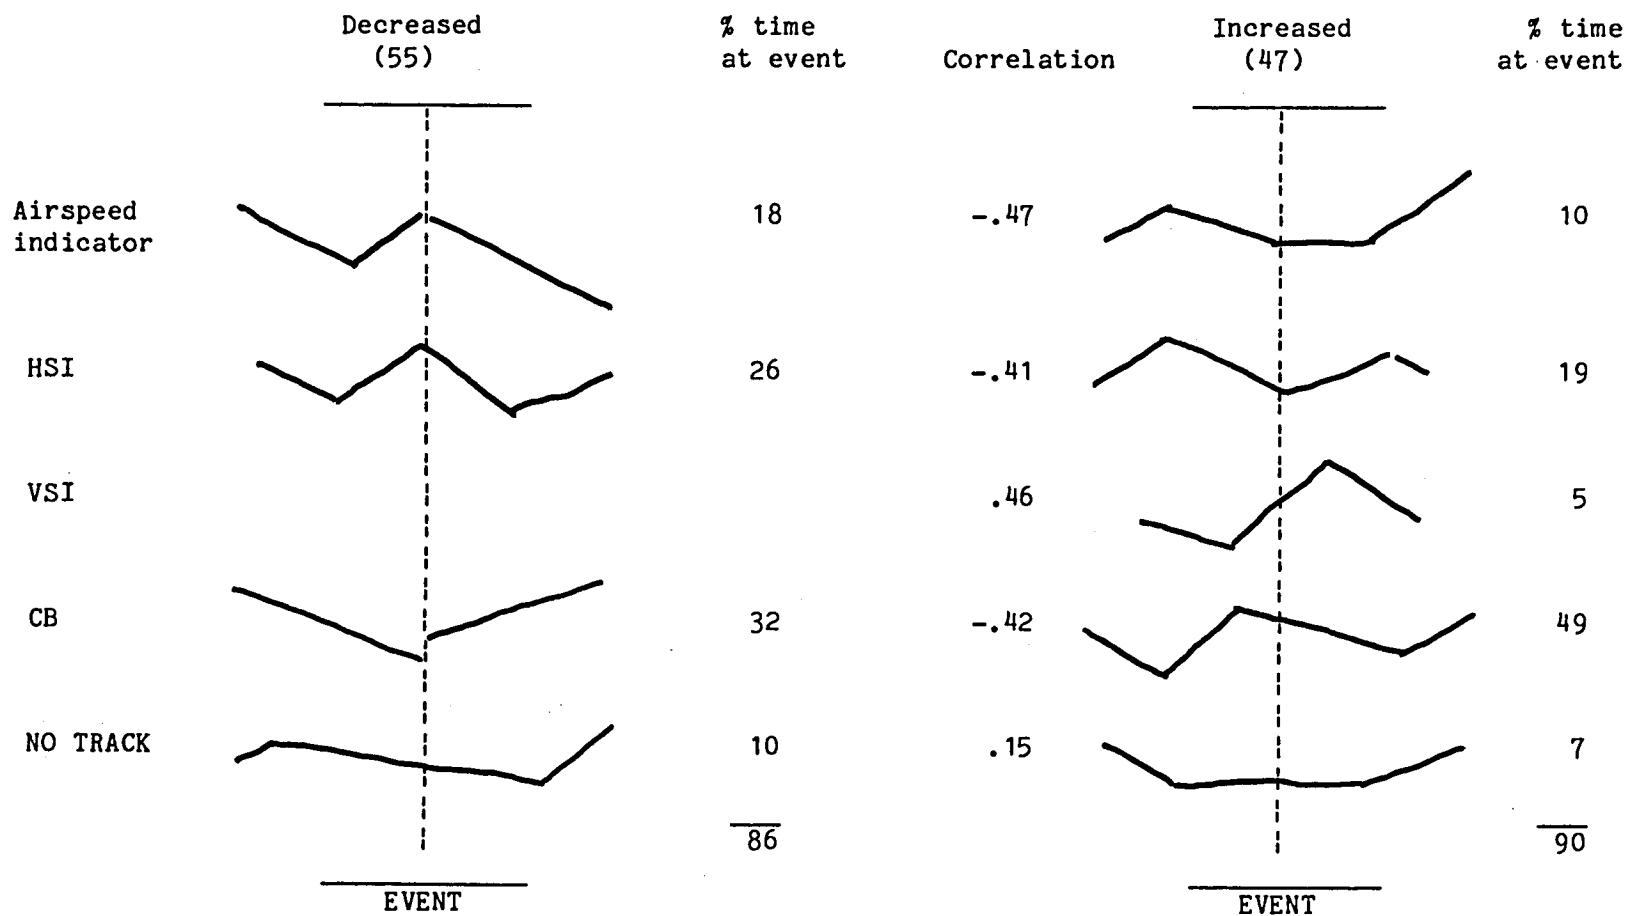 Decreased % time Increased % time
(55) at event Correlation (47) at event
Airspeed
indicator 18 -.47 10
HSI 26 -.41 19
VSI .46 5
CB 32 -.42 49
NO TRACK 10 .15 7
86 90
EVENT EVENT